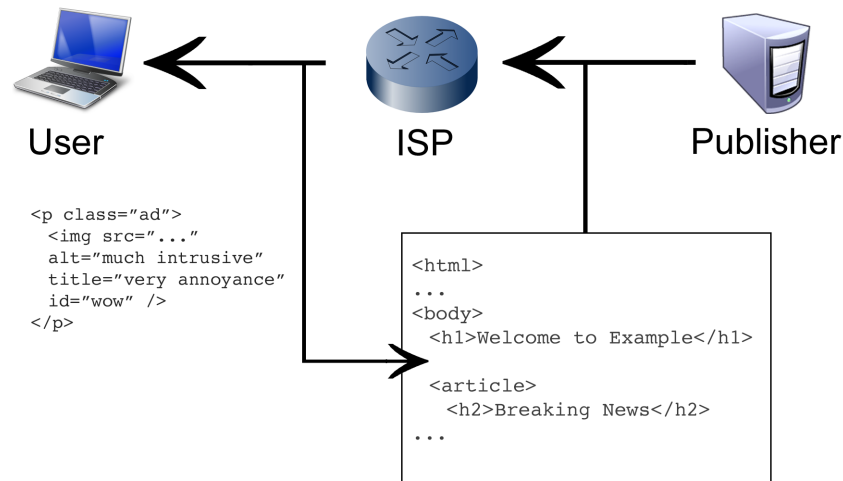 User
ISP
Publisher
<p class="ad">
<img src="..."
alt="much intrusive"
title="very annoyance"
id="wow" />
</p>
<html>
...
<body>
<h1>Welcome to Example</h1>
<article>
<h2>Breaking News</h2>
...